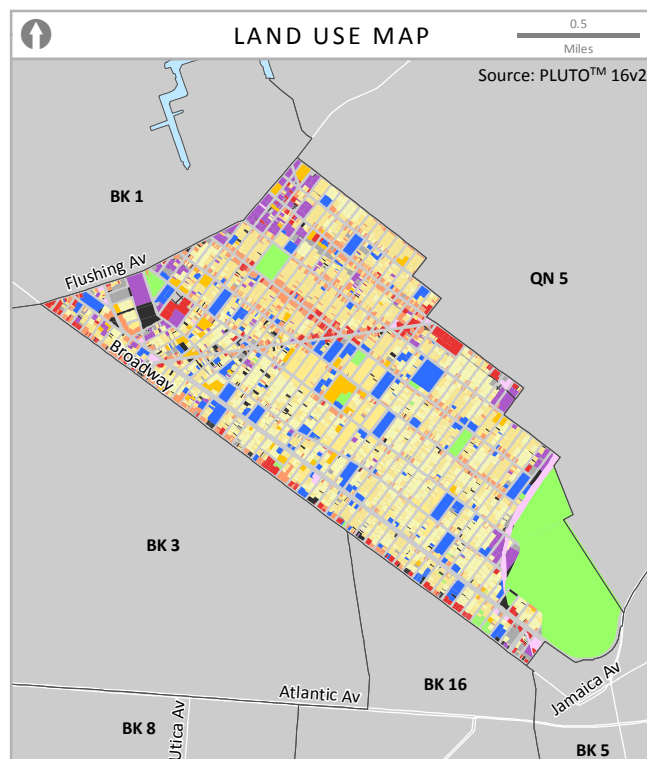 LAND USE MAP
0.5
Miles
Source: PLUTO™ 16v2
BK 1
Flushing Av
QN 5
Broadway
BK 3
BK 16
Jamaica Av
Atlantic Av
Utica Av
BK 8
BK 5